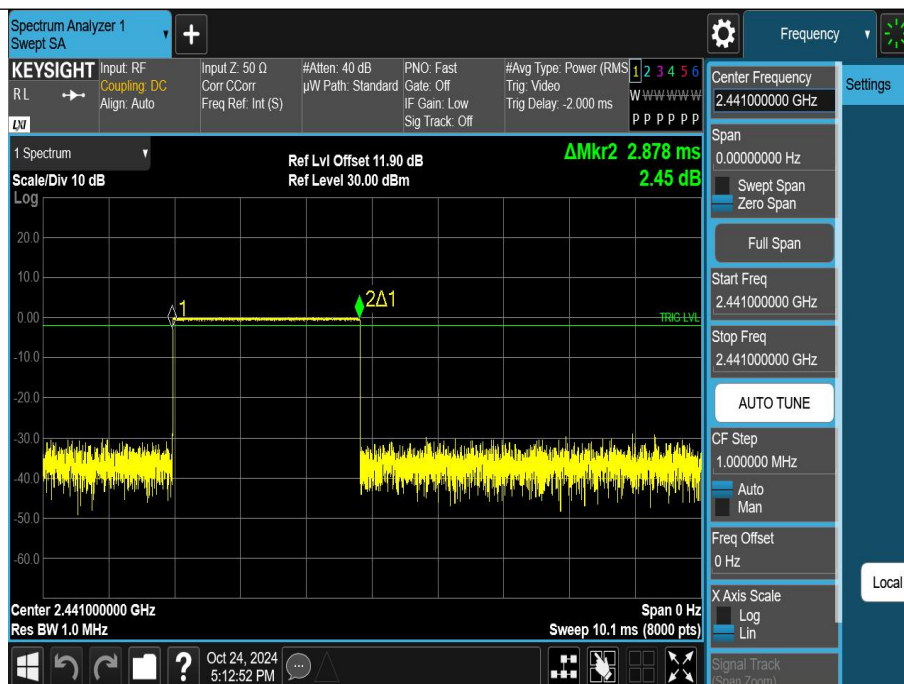 Spectrum Analyzer 1
Swept SA
+
Frequency
KEYSIGHT
RL
LXI
Input: RF
Coupling: DC
Align: Auto
Input Z: 50 Ω
Corr CCorr
Freq Ref: Int (S)
#Atten: 40 dB
µW Path: Standard
PNO: Fast
Gate: Off
IF Gain: Low
Sig Track: Off
#Avg Type: Power (RMS
Trig: Video
Trig Delay: -2.000 ms
1 2 3 4 5 6
W W W W W W
P P P P P P
1 Spectrum
Scale/Div 10 dB
Log
Ref Lvl Offset 11.90 dB
Ref Level 30.00 dBm
ΔMkr2 2.878 ms
2.45 dB
20.0
10.0
0.00
-10.0
-20.0
-30.0
-40.0
-50.0
-60.0
1
2Δ1
TRIG LVL
Center 2.441000000 GHz
Res BW 1.0 MHz
Span 0 Hz
Sweep 10.1 ms (8000 pts)
Center Frequency
2.441000000 GHz
Span
0.00000000 Hz
Swept Span
Zero Span
Full Span
Start Freq
2.441000000 GHz
Stop Freq
2.441000000 GHz
AUTO TUNE
CF Step
1.000000 MHz
Auto
Man
Freq Offset
0 Hz
X Axis Scale
Log
Lin
Signal Track
(Span Zoom)
Settings
Local
?
Oct 24, 2024
5:12:52 PM